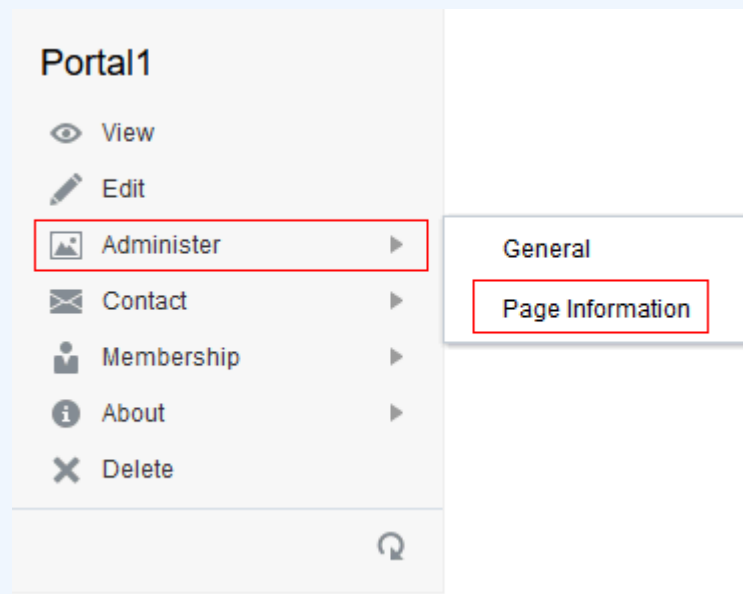 Portal1
View
Edit
Administer
General
Contact
Page Information
Membership
About
Delete